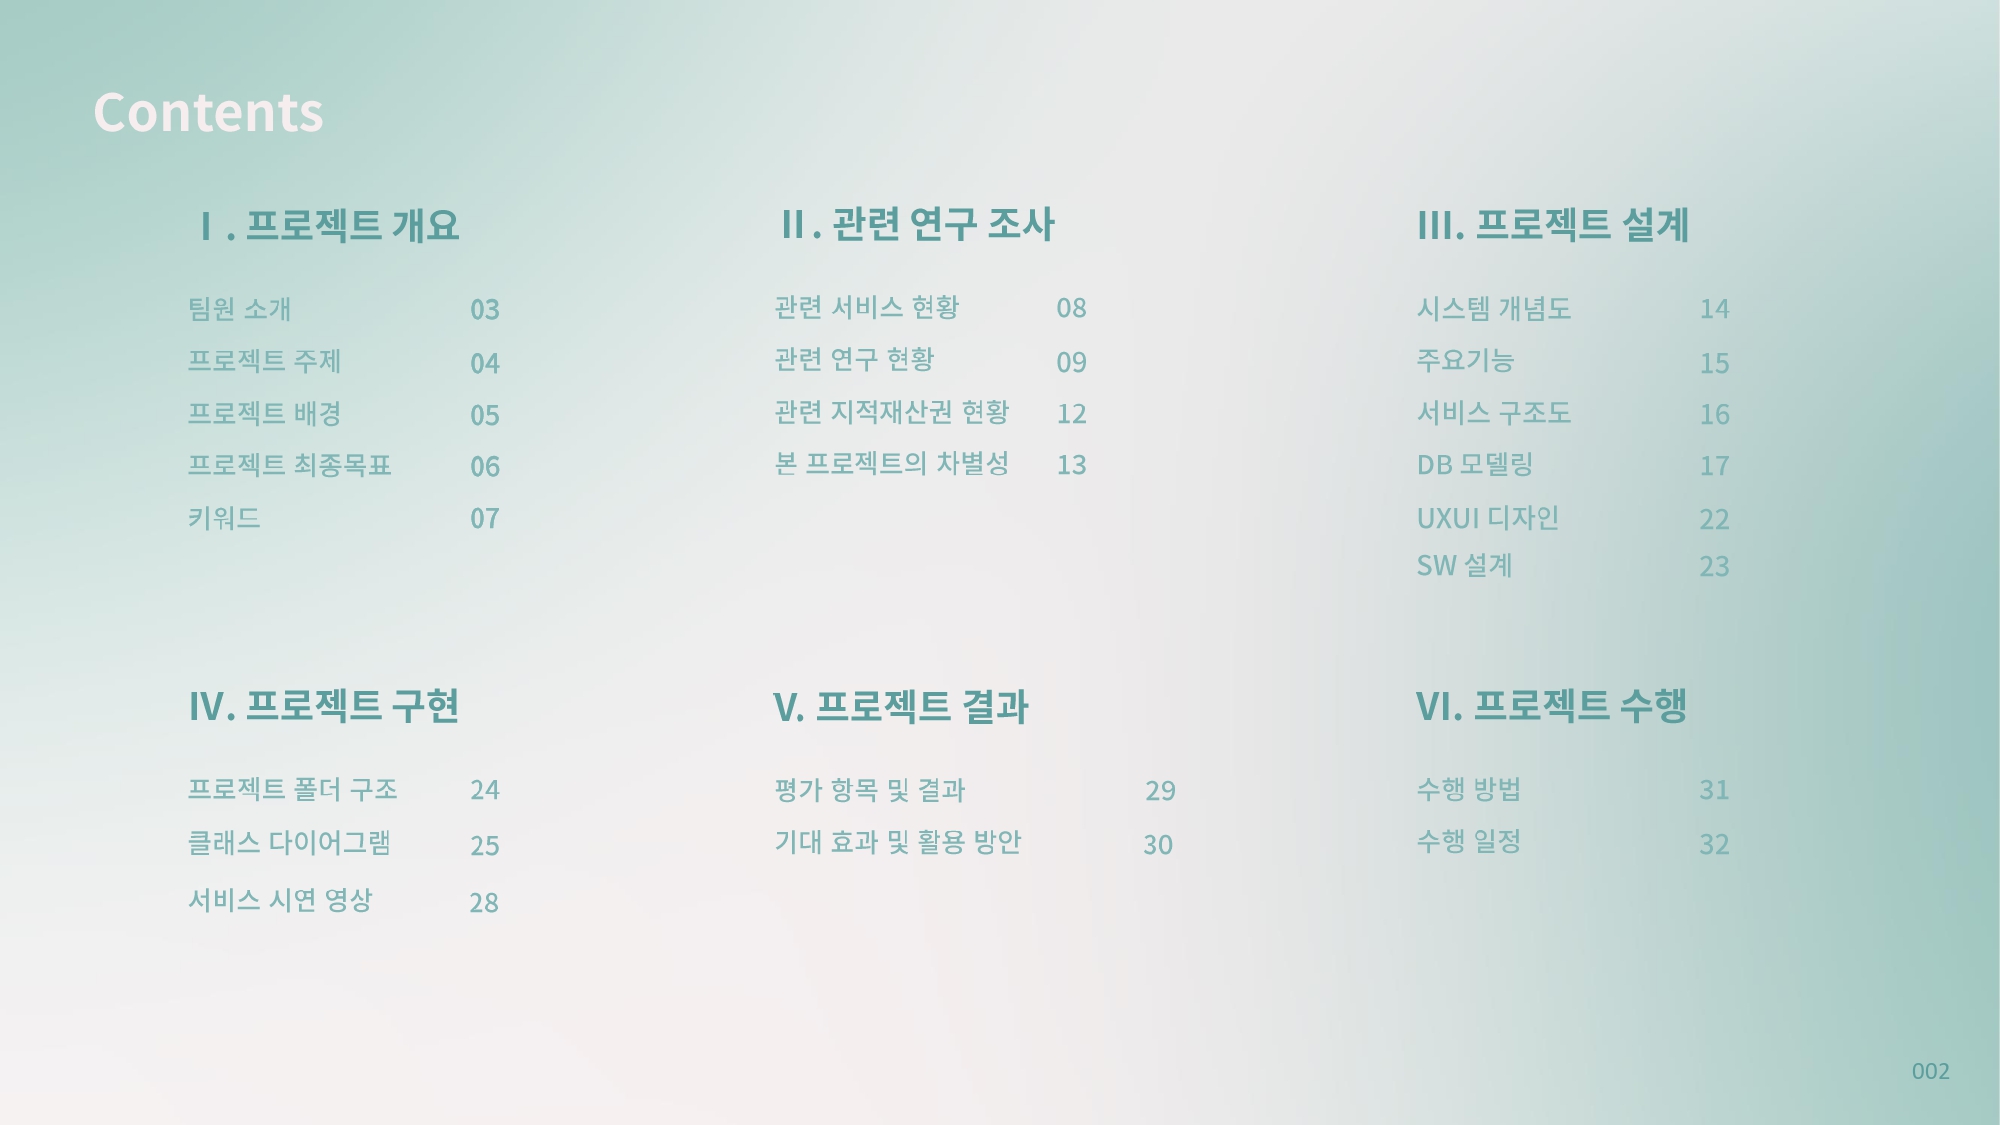 Contents
Ⅰ. 프로젝트 개요
팀원 소개 03
프로젝트 주제 04
프로젝트 배경 05
프로젝트 최종목표 06
키워드 07
Ⅱ. 관련 연구 조사
관련 서비스 현황 08
관련 연구 현황 09
관련 지적재산권 현황 12
본 프로젝트의 차별성 13
III. 프로젝트 설계
시스템 개념도 14
주요기능 15
서비스 구조도 16
DB 모델링 17
UXUI 디자인 22
SW 설계 23
IV. 프로젝트 구현
프로젝트 폴더 구조 24
클래스 다이어그램 25
서비스 시연 영상 28
V. 프로젝트 결과
평가 항목 및 결과 29
기대 효과 및 활용 방안 30
VI. 프로젝트 수행
수행 방법 31
수행 일정 32
002